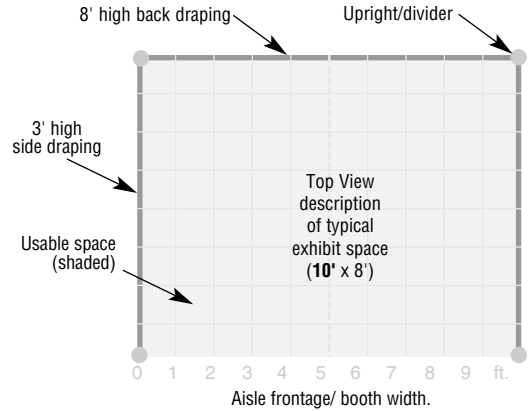 8' high back draping
Upright/divider
3' high
side draping
Top View
description
of typical
exhibit space
(10' x 8')
Usable space
(shaded)
0 1 2 3 4 5 6 7 8 9 ft.
Aisle frontage/ booth width.